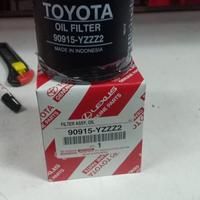 TOYOTA
OIL FILTER
90915-YZZZ2
MADE IN INDONESIA
LEXUS
FILTER ASSY, OIL
90915-YZZZ2
1
TOYOTA